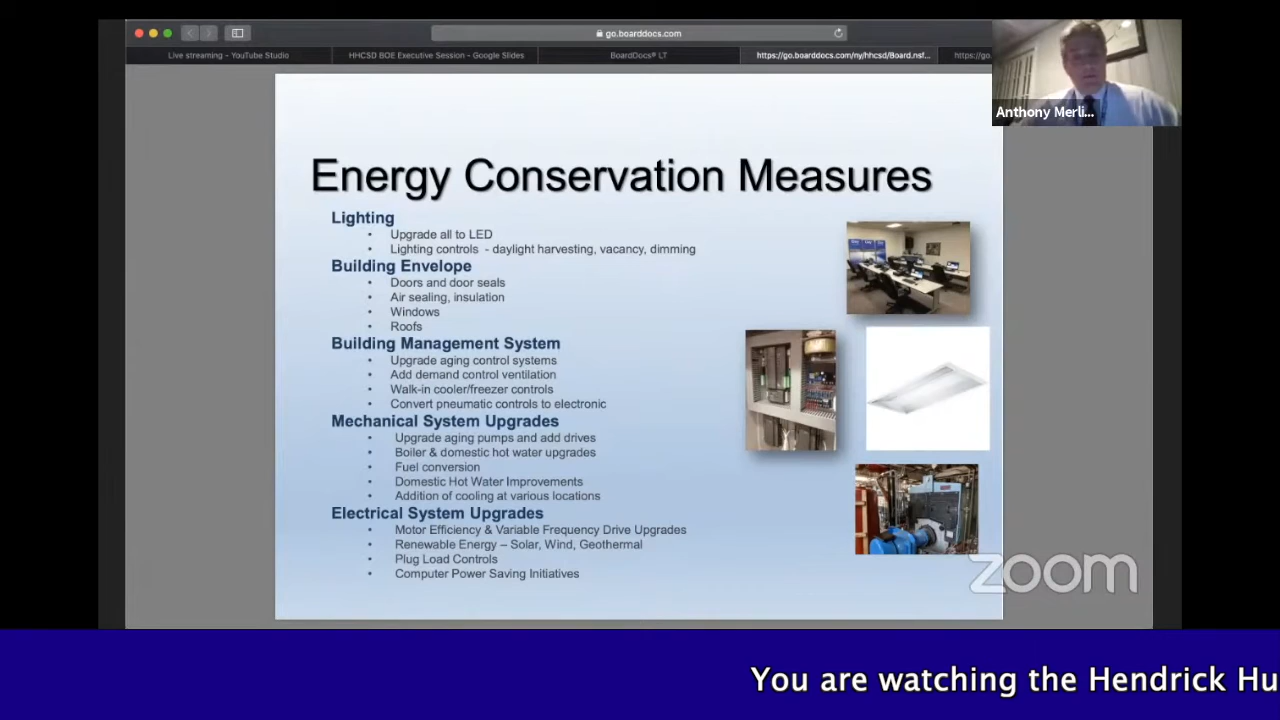 go.boarddocs.com
Live streaming – YouTube Studio
HHCSD BOE Executive Session - Google Slides
BoardDocs® LT
https://go.boarddocs.com/ny/hhcsd/Board.nsf...
https://go.
Anthony Merli...
Energy Conservation Measures
Lighting
• Upgrade all to LED
• Lighting controls - daylight harvesting, vacancy, dimming
Building Envelope
• Doors and door seals
• Air sealing, insulation
• Windows
• Roofs
Building Management System
• Upgrade aging control systems
• Add demand control ventilation
• Walk-in cooler/freezer controls
• Convert pneumatic controls to electronic
Mechanical System Upgrades
• Upgrade aging pumps and add drives
• Boiler & domestic hot water upgrades
• Fuel conversion
• Domestic Hot Water Improvements
• Addition of cooling at various locations
Electrical System Upgrades
• Motor Efficiency & Variable Frequency Drive Upgrades
• Renewable Energy – Solar, Wind, Geothermal
• Plug Load Controls
• Computer Power Saving Initiatives
zoom
You are watching the Hendrick Hu